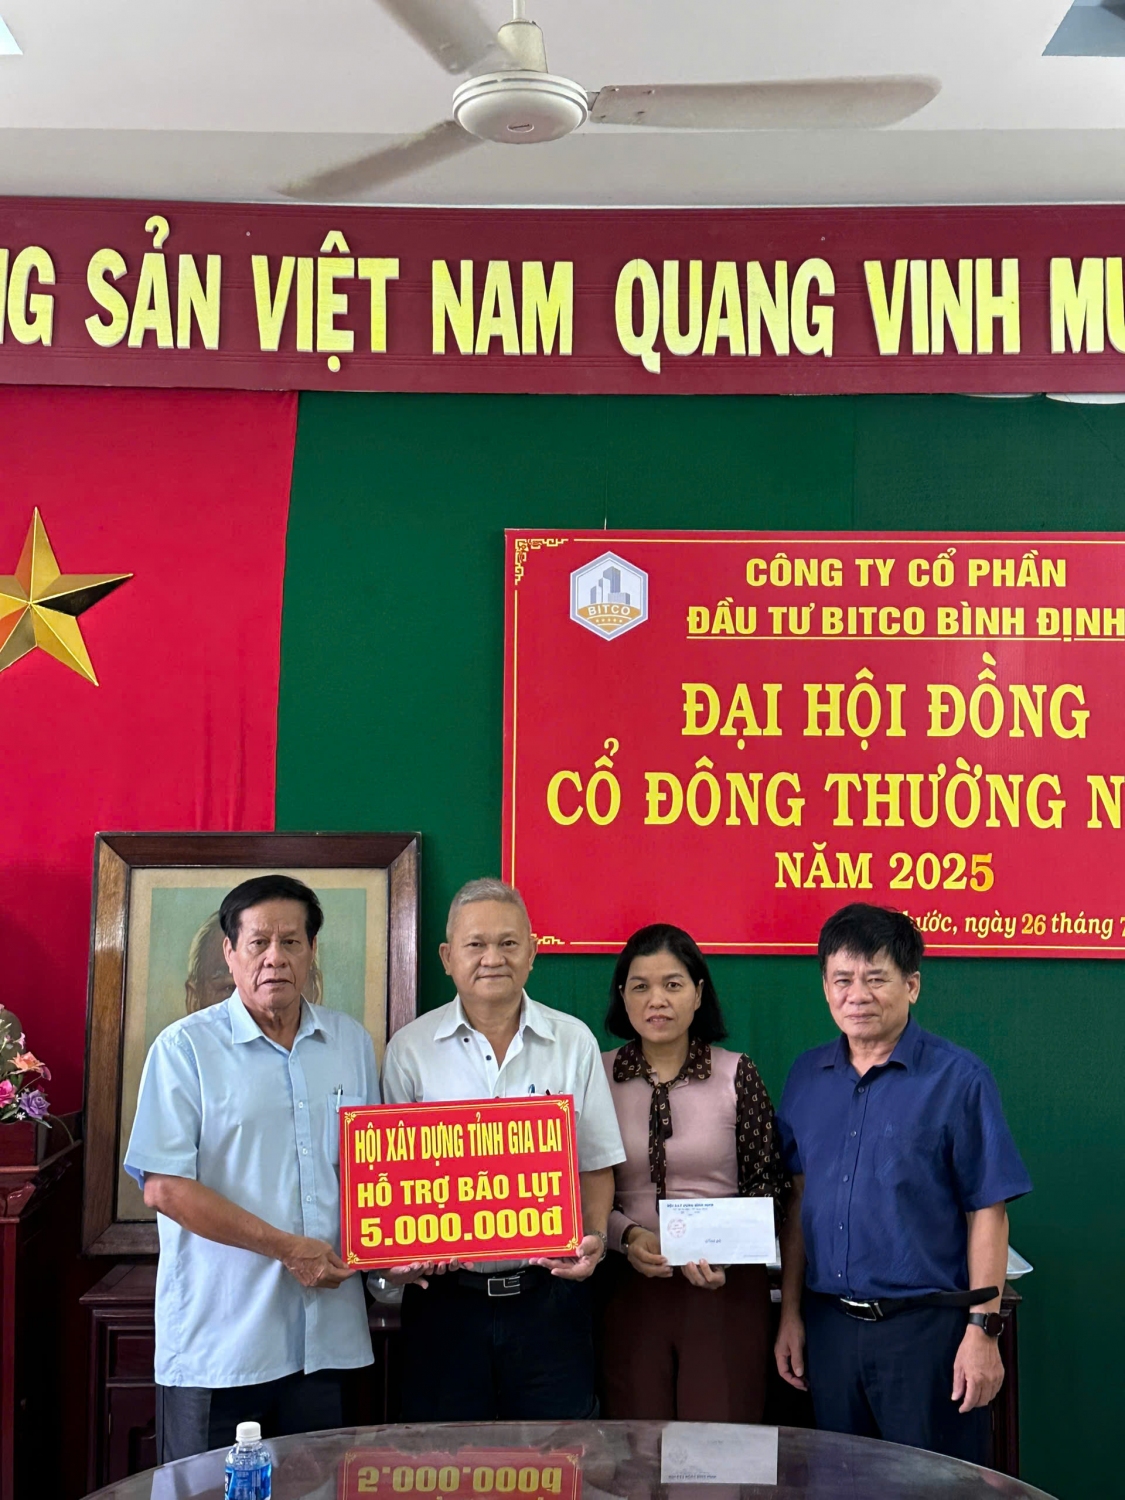 SẢN VIỆT NAM QUANG VINH
BITCO
CÔNG TY CỔ PHẦN
ĐẦU TƯ BITCO BÌNH ĐỊNH
ĐẠI HỘI ĐỒNG
CỔ ĐÔNG THƯỜNG N
NĂM 2025
ước, ngày 26 tháng 7
HỘI XÂY DỰNG TỈNH GIA LAI
HỖ TRỢ BÃO LỤT
5.000.000đ